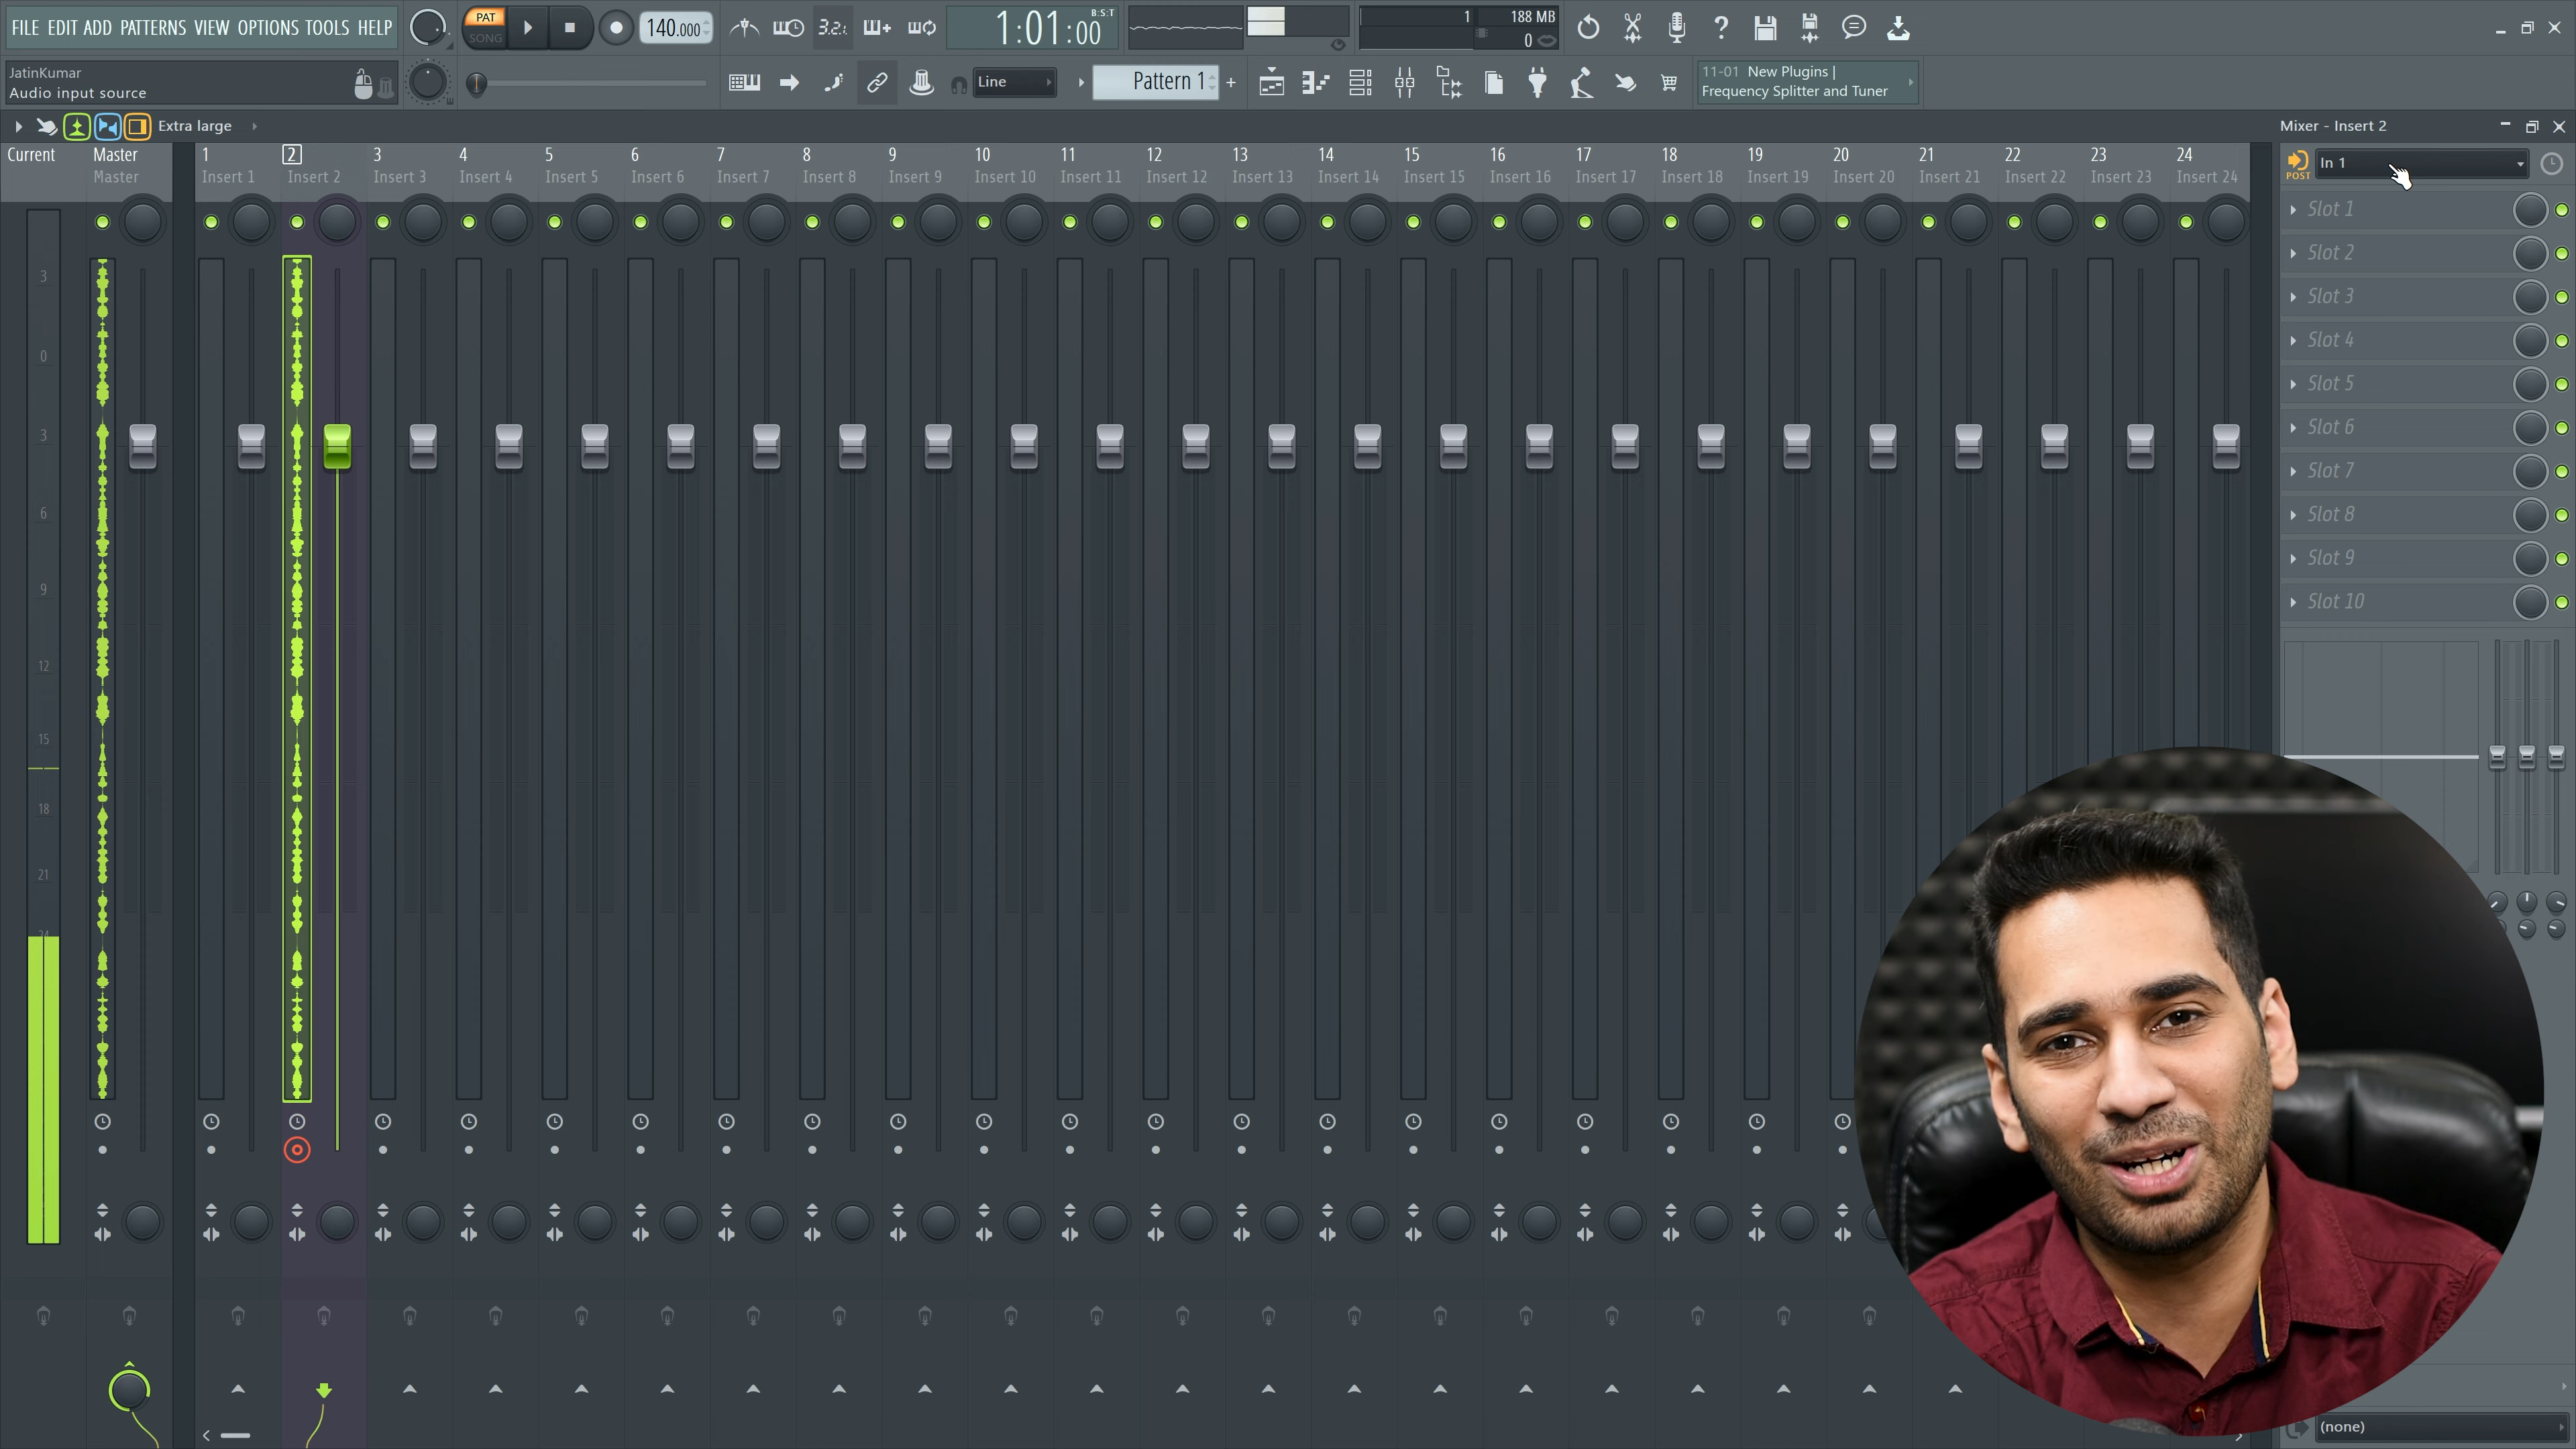 FILE EDIT ADD PATTERNS VIEW OPTIONS TOOLS HELP
PAT
SONG
140.000
3.2.
1:01:00
B:S:T
1
188 MB
0
JatinKumar
Audio input source
Line
Pattern 1
+
11-01 New Plugins |
Frequency Splitter and Tuner
Extra large
Mixer - Insert 2
Current Master 1 2 3 4 5 6 7 8 9 10 11 12 13 14 15 16 17 18 19 20 21 22 23 24
Master Insert 1 Insert 2 Insert 3 Insert 4 Insert 5 Insert 6 Insert 7 Insert 8 Insert 9 Insert 10 Insert 11 Insert 12 Insert 13 Insert 14 Insert 15 Insert 16 Insert 17 Insert 18 Insert 19 Insert 20 Insert 21 Insert 22 Insert 23 Insert 24
POST
In 1
Slot 1
Slot 2
Slot 3
Slot 4
Slot 5
Slot 6
Slot 7
Slot 8
Slot 9
Slot 10
3
0
3
6
9
12
15
18
21
24
(none)